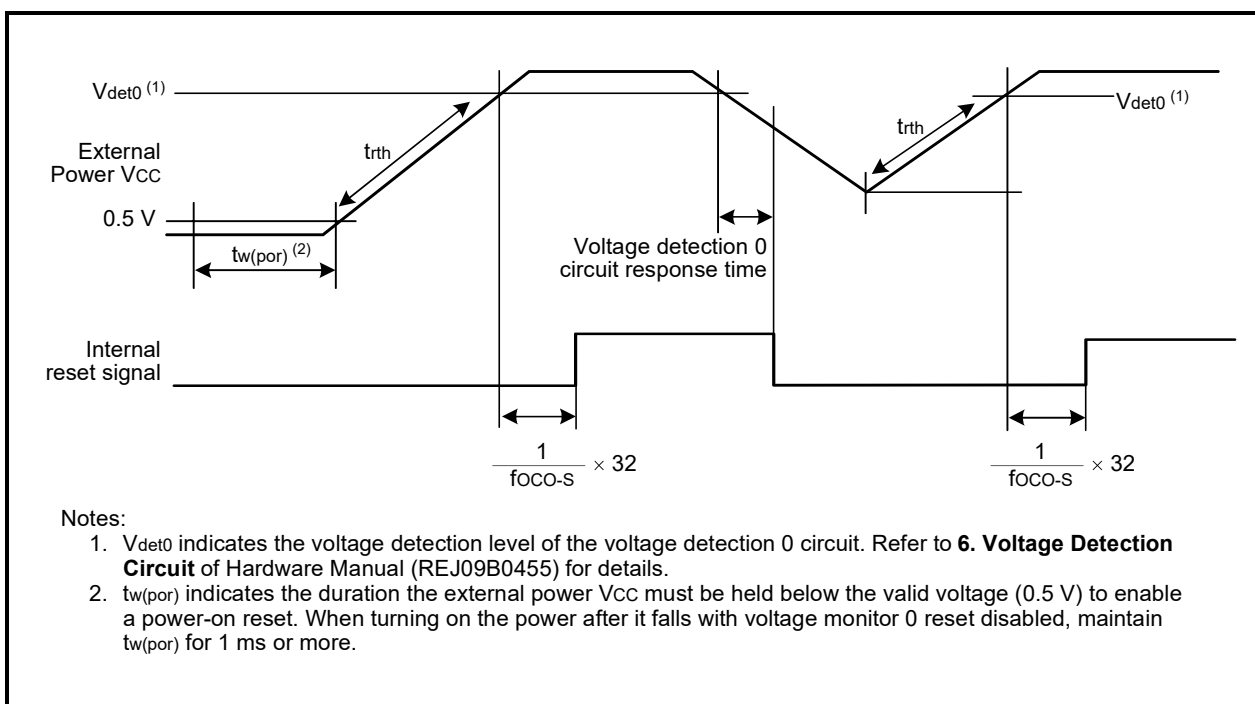 Vdet0 (1)
trth
External
Power VCC
0.5 V
tw(por) (2)
Voltage detection 0
circuit response time
trth
Vdet0 (1)
Internal
reset signal
1
fOCO-S
× 32
1
fOCO-S
× 32
Notes:
1. Vdet0 indicates the voltage detection level of the voltage detection 0 circuit. Refer to 6. Voltage Detection
Circuit of Hardware Manual (REJ09B0455) for details.
2. tw(por) indicates the duration the external power VCC must be held below the valid voltage (0.5 V) to enable
a power-on reset. When turning on the power after it falls with voltage monitor 0 reset disabled, maintain
tw(por) for 1 ms or more.